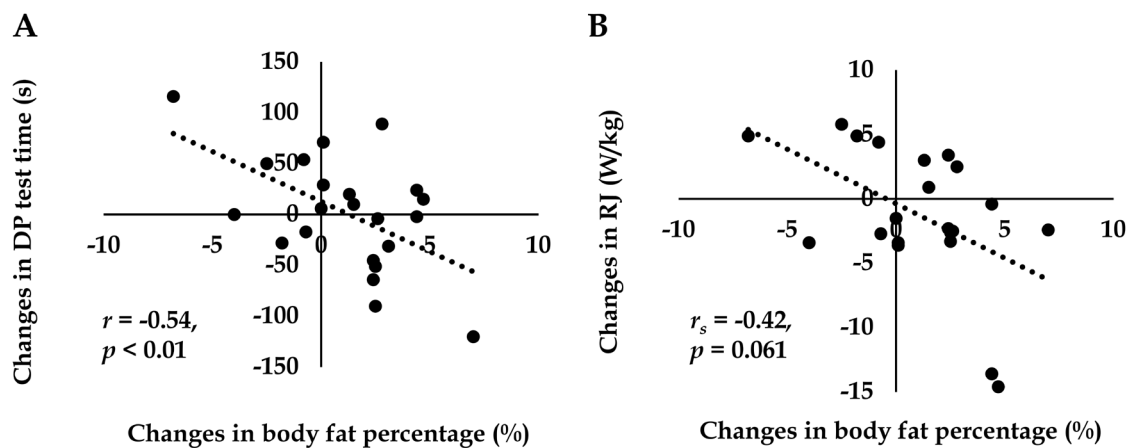 A
Changes in DP test time (s)
150
100
50
0
-50
-100
-150
-10
-5
0
5
10
r = -0.54,
p < 0.01
Changes in body fat percentage (%)
B
Changes in RJ (W/kg)
10
5
0
-5
-10
-15
-10
-5
0
5
10
r_s = -0.42,
p = 0.061
Changes in body fat percentage (%)